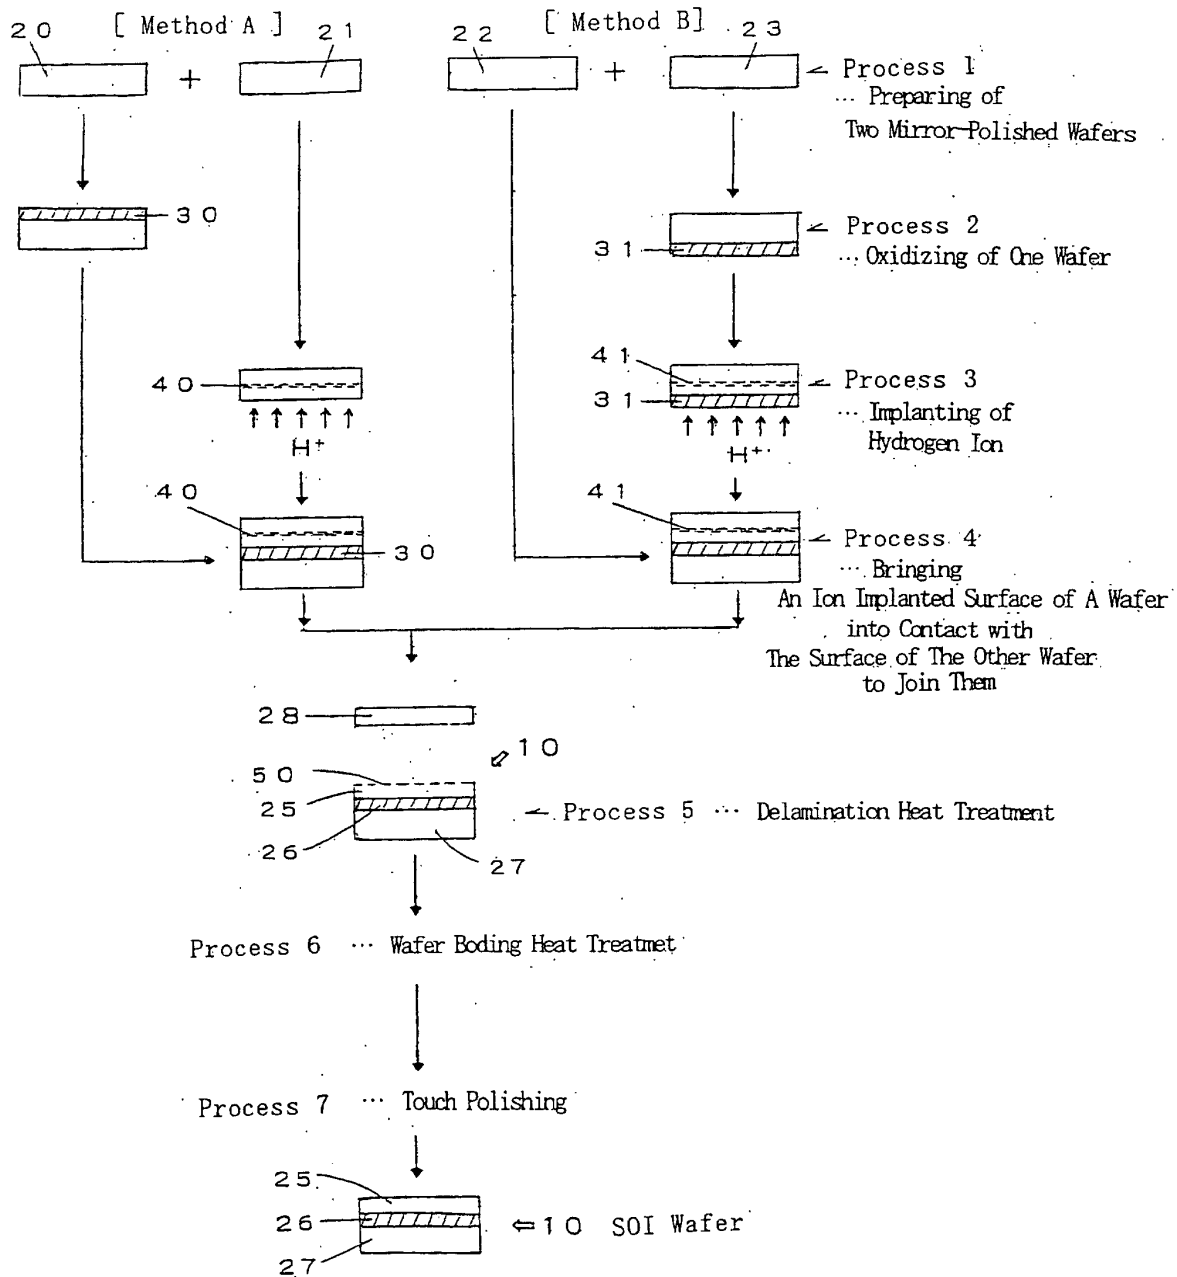 [ Method A ]
[ Method B]
20
21
22
23
+
+
Process 1
… Preparing of
Two Mirror-Polished Wafers
30
Process 2
31
… Oxidizing of One Wafer
40
41
31
Process 3
… Implanting of
Hydrogen Ion
H+
H+
40
41
30
Process 4
… Bringing
An Ion Implanted Surface of A Wafer
into Contact with
The Surface of The Other Wafer
to Join Them
28
10
50
25
26
27
Process 5 … Delamination Heat Treatment
Process 6 … Wafer Boding Heat Treatmet
Process 7 … Touch Polishing
25
26
27
10 SOI Wafer